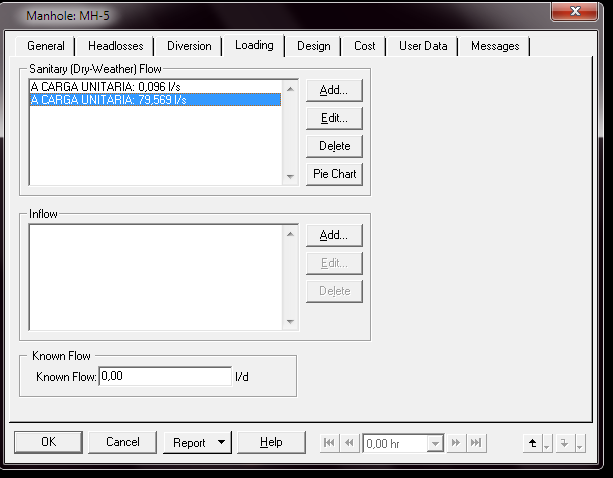 Manhole: MH-5
General Headlosses Diversion Loading Design Cost User Data Messages
Sanitary (Dry-Weather) Flow
A CARGA UNITARIA: 0,096 l/s
A CARGA UNITARIA: 79,569 l/s
Add...
Edit...
Delete
Pie Chart
Inflow
Add...
Edit...
Delete
Known Flow
Known Flow: 0,00 l/d
OK Cancel Report Help 0,00 hr